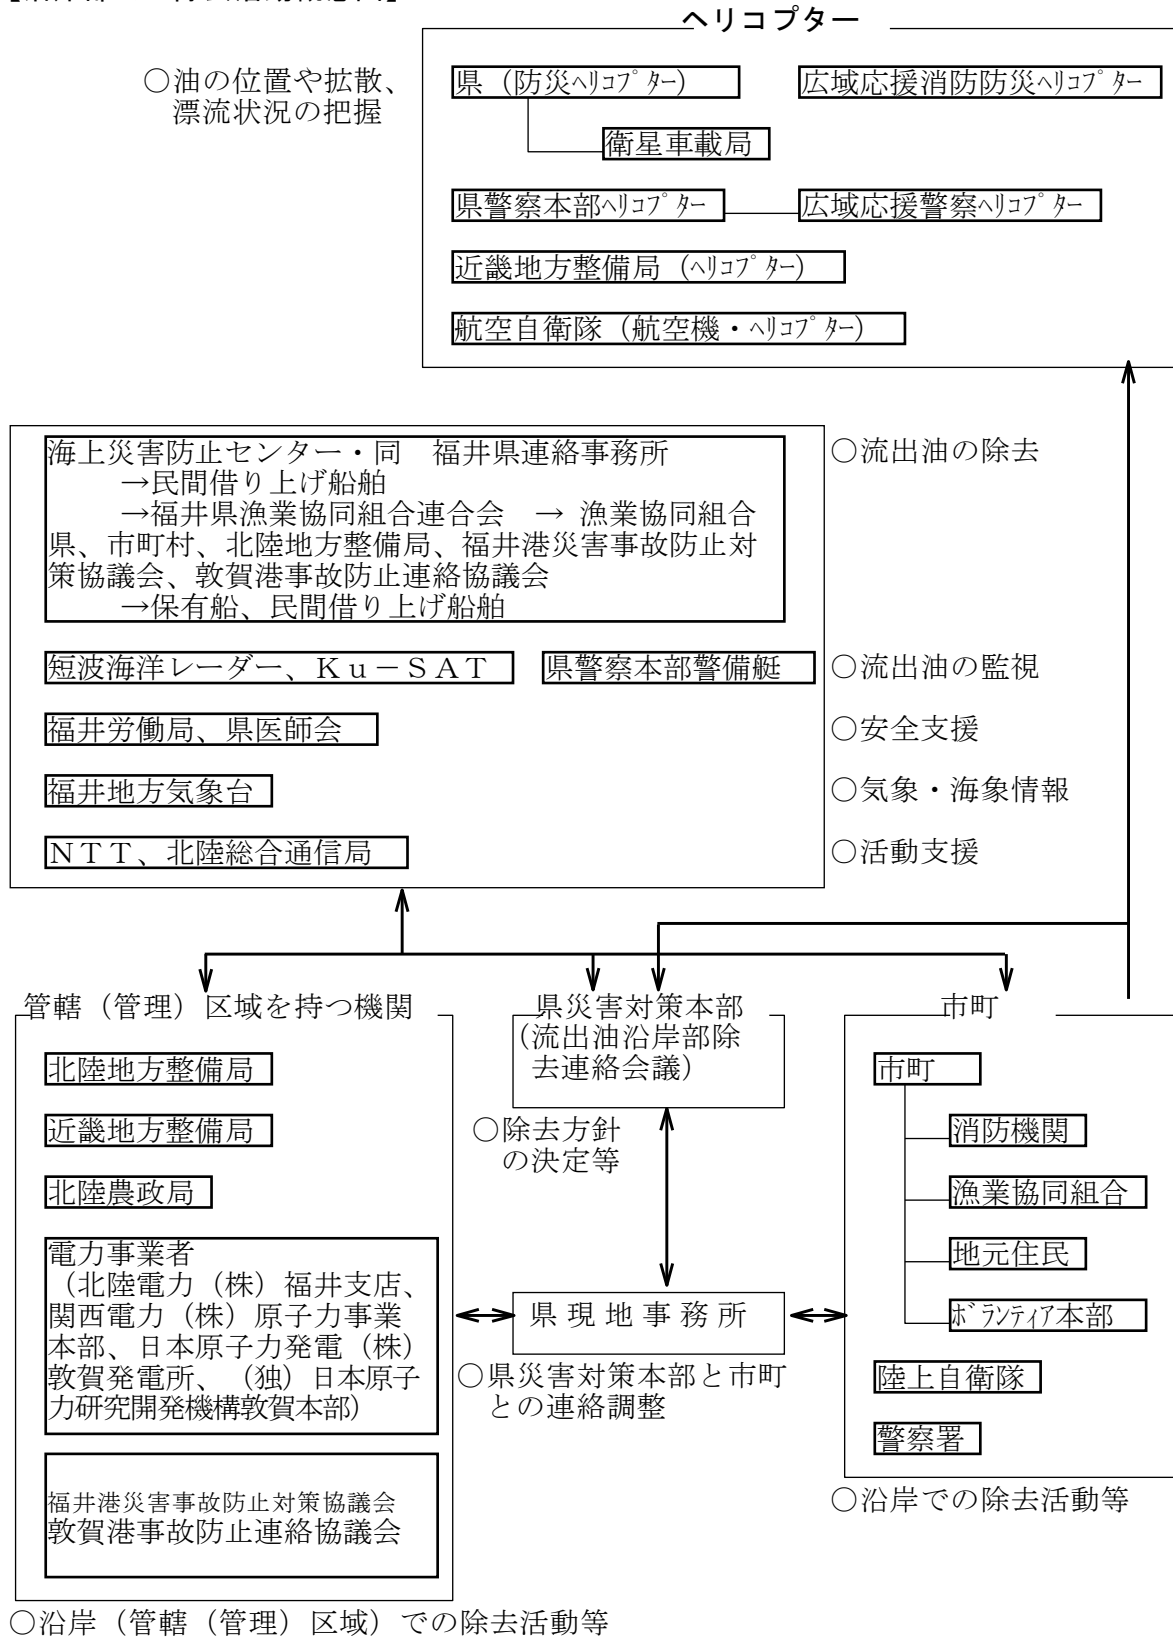 ヘリコプター
○油の位置や拡散、
漂流状況の把握
県（防災ヘリコプター）
広域応援消防防災ヘリコプター
衛星車載局
県警察本部ヘリコプター
広域応援警察ヘリコプター
近畿地方整備局（ヘリコプター）
航空自衛隊（航空機・ヘリコプター）
海上災害防止センター・同　福井県連絡事務所
→民間借り上げ船舶
→福井県漁業協同組合連合会　→ 漁業協同組合
県、市町村、北陸地方整備局、福井港災害事故防止対
策協議会、敦賀港事故防止連絡協議会
→保有船、民間借り上げ船舶
○流出油の除去
短波海洋レーダー、Ｋｕ－ＳＡＴ
県警察本部警備艇
○流出油の監視
福井労働局、県医師会
○安全支援
福井地方気象台
○気象・海象情報
ＮＴＴ、北陸総合通信局
○活動支援
管轄（管理）区域を持つ機関
北陸地方整備局
近畿地方整備局
北陸農政局
電力事業者
（北陸電力（株）福井支店、
関西電力（株）原子力事業
本部、日本原子力発電（株）
敦賀発電所、（独）日本原子
力研究開発機構敦賀本部）
福井港災害事故防止対策協議会
敦賀港事故防止連絡協議会
○沿岸（管轄（管理）区域）での除去活動等
県災害対策本部
（流出油沿岸部除
去連絡会議）
○除去方針
の決定等
県現地事務所
○県災害対策本部と市町
との連絡調整
市町
市町
消防機関
漁業協同組合
地元住民
ボランティア本部
陸上自衛隊
警察署
○沿岸での除去活動等